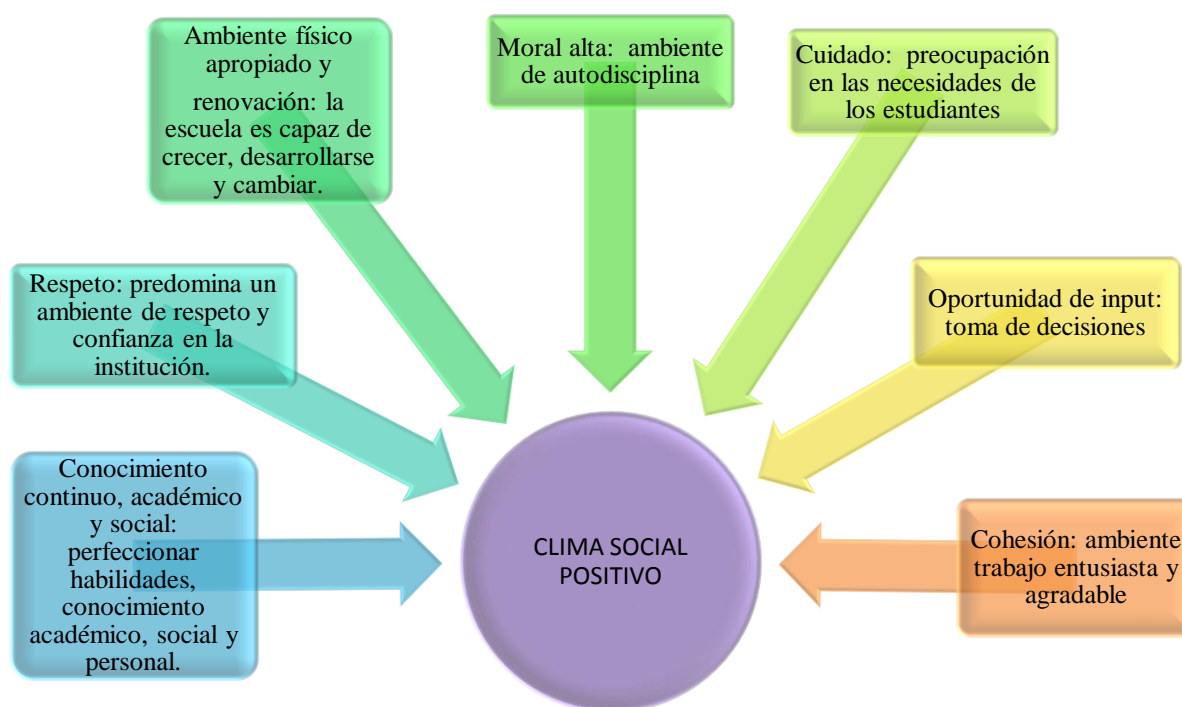 Ambiente físico
apropiado y
renovación: la
escuela es capaz de
crecer, desarrollarse
y cambiar.
Moral alta: ambiente
de autodisciplina
Cuidado: preocupación
en las necesidades de
los estudiantes
Respeto: predomina un
ambiente de respeto y
confianza en la
institución.
Oportunidad de input:
toma de decisiones
Conocimiento
continuo, académico
y social:
perfeccionar
habilidades,
conocimiento
académico, social y
personal.
CLIMA SOCIAL
POSITIVO
Cohesión: ambiente
trabajo entusiasta y
agradable